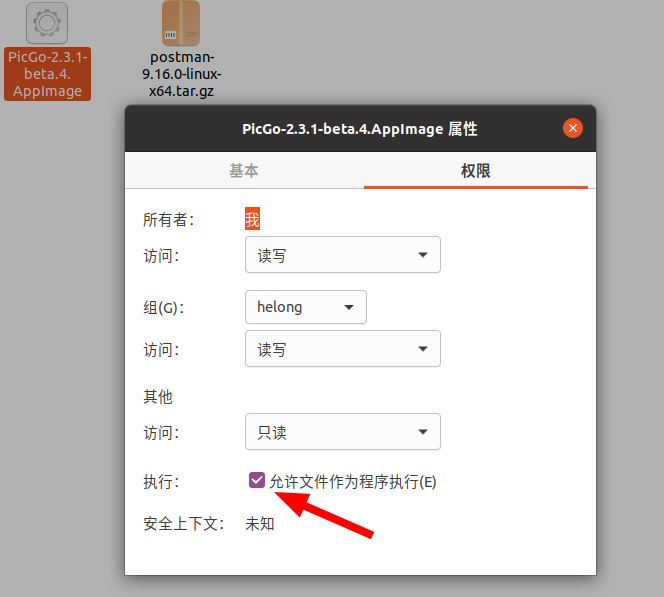 PicGo-2.3.1-
beta.4.
AppImage
postman-
9.16.0-linux-
x64.tar.gz
PicGo-2.3.1-beta.4.AppImage 属性
基本
权限
所有者：
我
访问：
读写
组(G)：
helong
访问：
读写
其他
访问：
只读
执行：
允许文件作为程序执行(E)
安全上下文：
未知